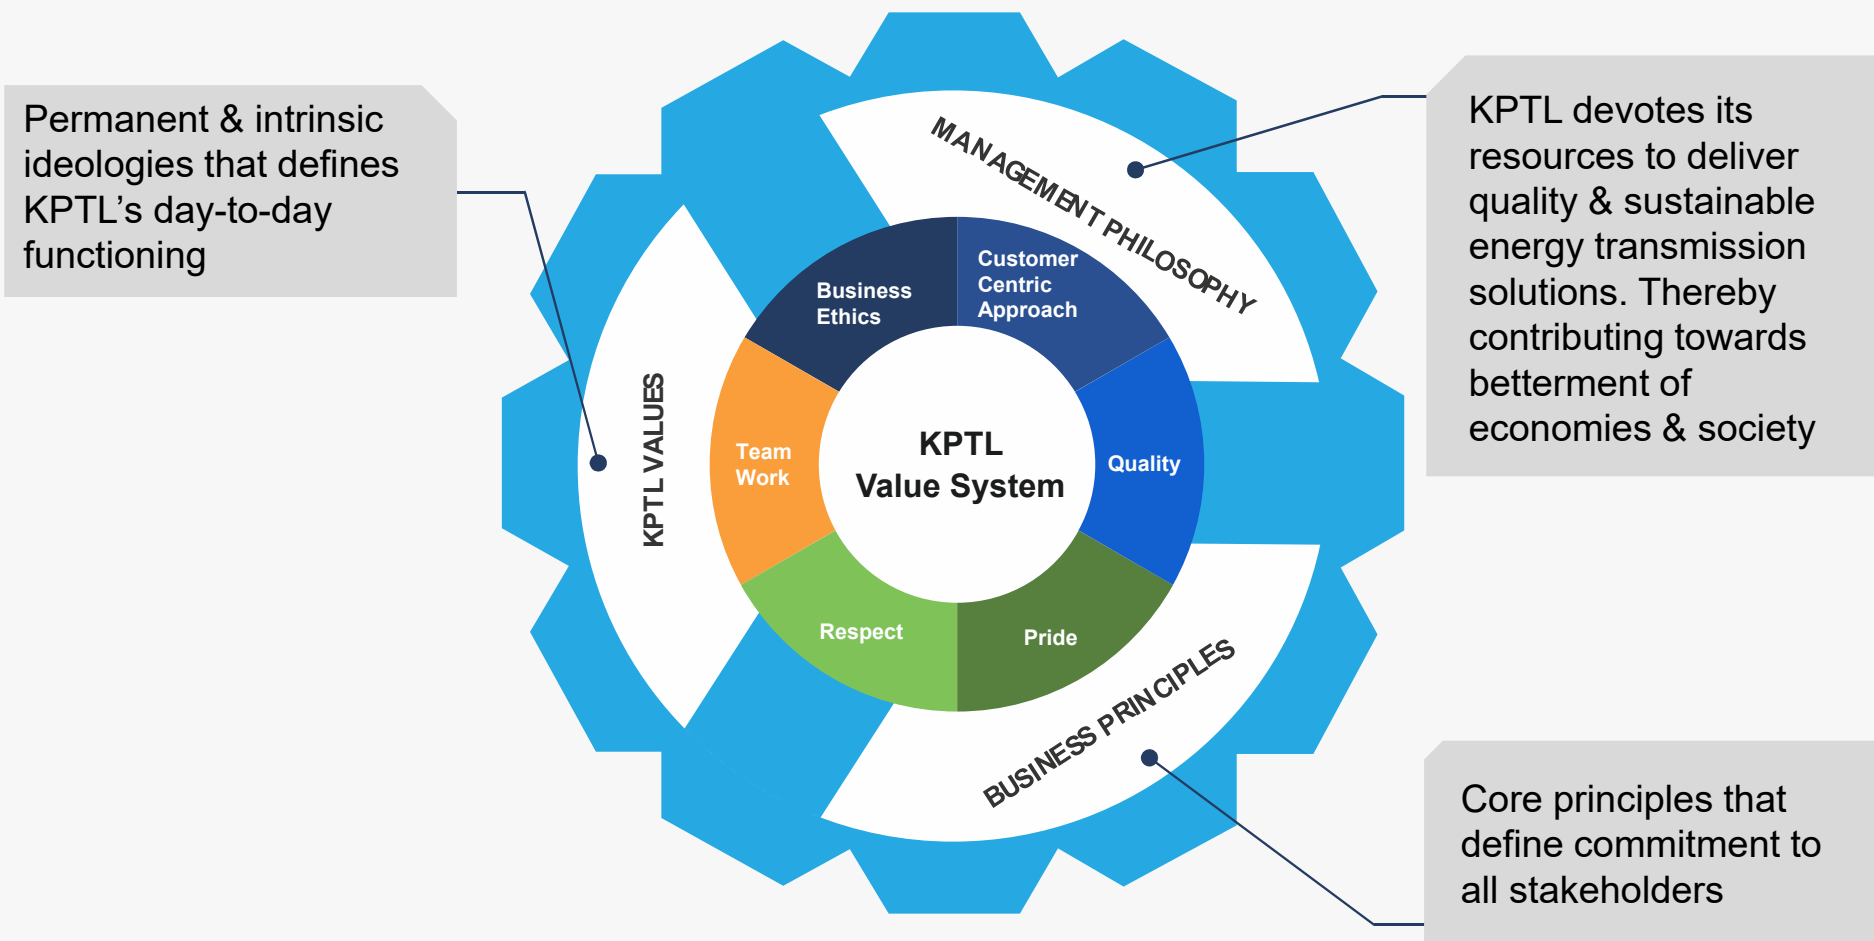 Permanent & intrinsic
ideologies that defines
KPTL’s day-to-day
functioning
MANAGEMENT PHILOSOPHY
KPTL devotes its
resources to deliver
quality & sustainable
energy transmission
solutions. Thereby
contributing towards
betterment of
economies & society
Business
Ethics
Customer
Centric
Approach
KPTL VALUES
Team
Work
KPTL
Value System
Quality
Respect
Pride
BUSINESS PRINCIPLES
Core principles that
define commitment to
all stakeholders